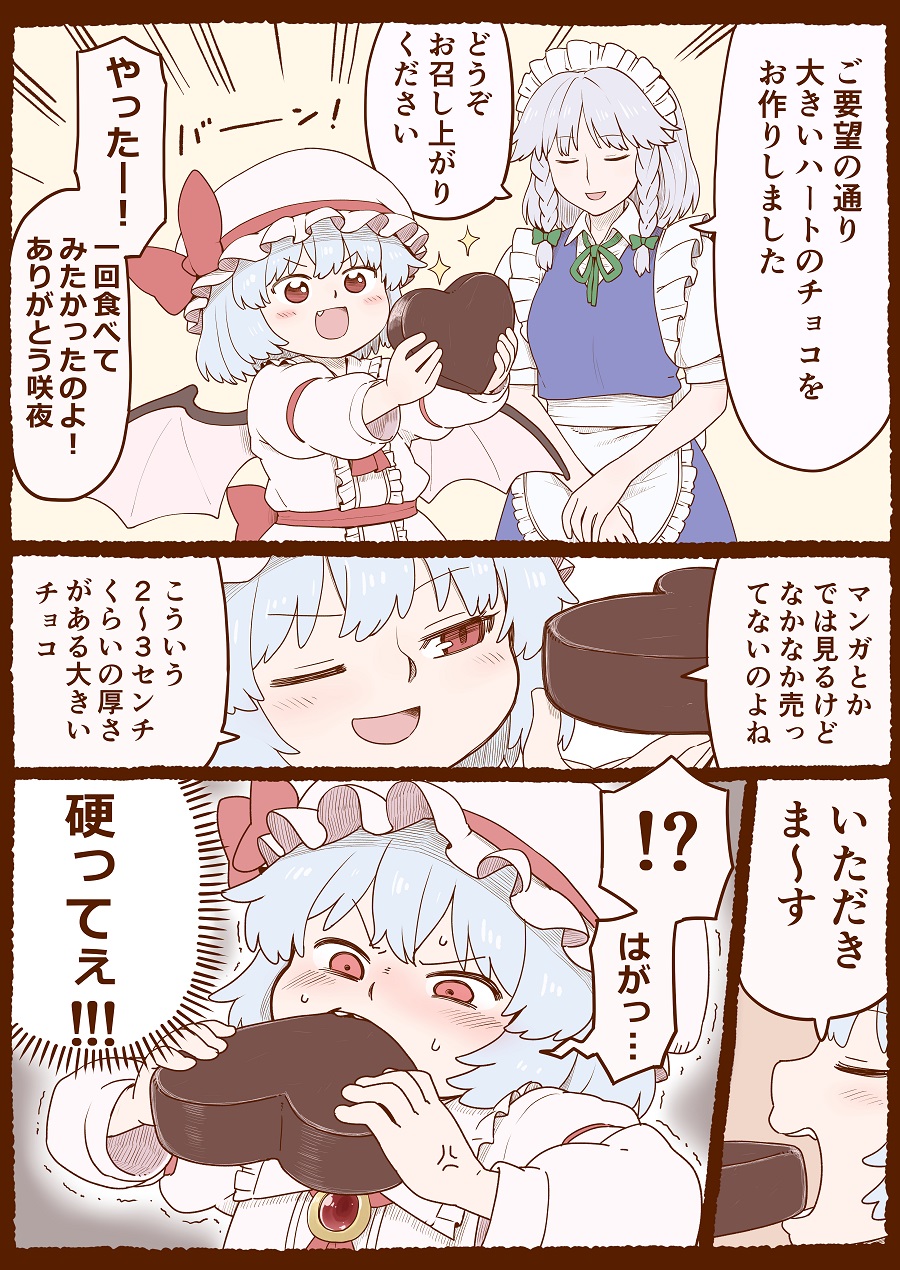 ご要望の通り
大きいハートのチョコを
お作りしました
どうぞ
お召し上がり
ください
バーーン！
やったー！
一回食べて
みたかったのよ！
ありがとう咲夜
マンガとか
では見るけど
なかなか売っ
てないのよね
こういう
2〜3センチ
くらいの厚さ
がある大きい
チョコ
いただき
ま〜す
！？
はがっ…
硬ってぇ！！！